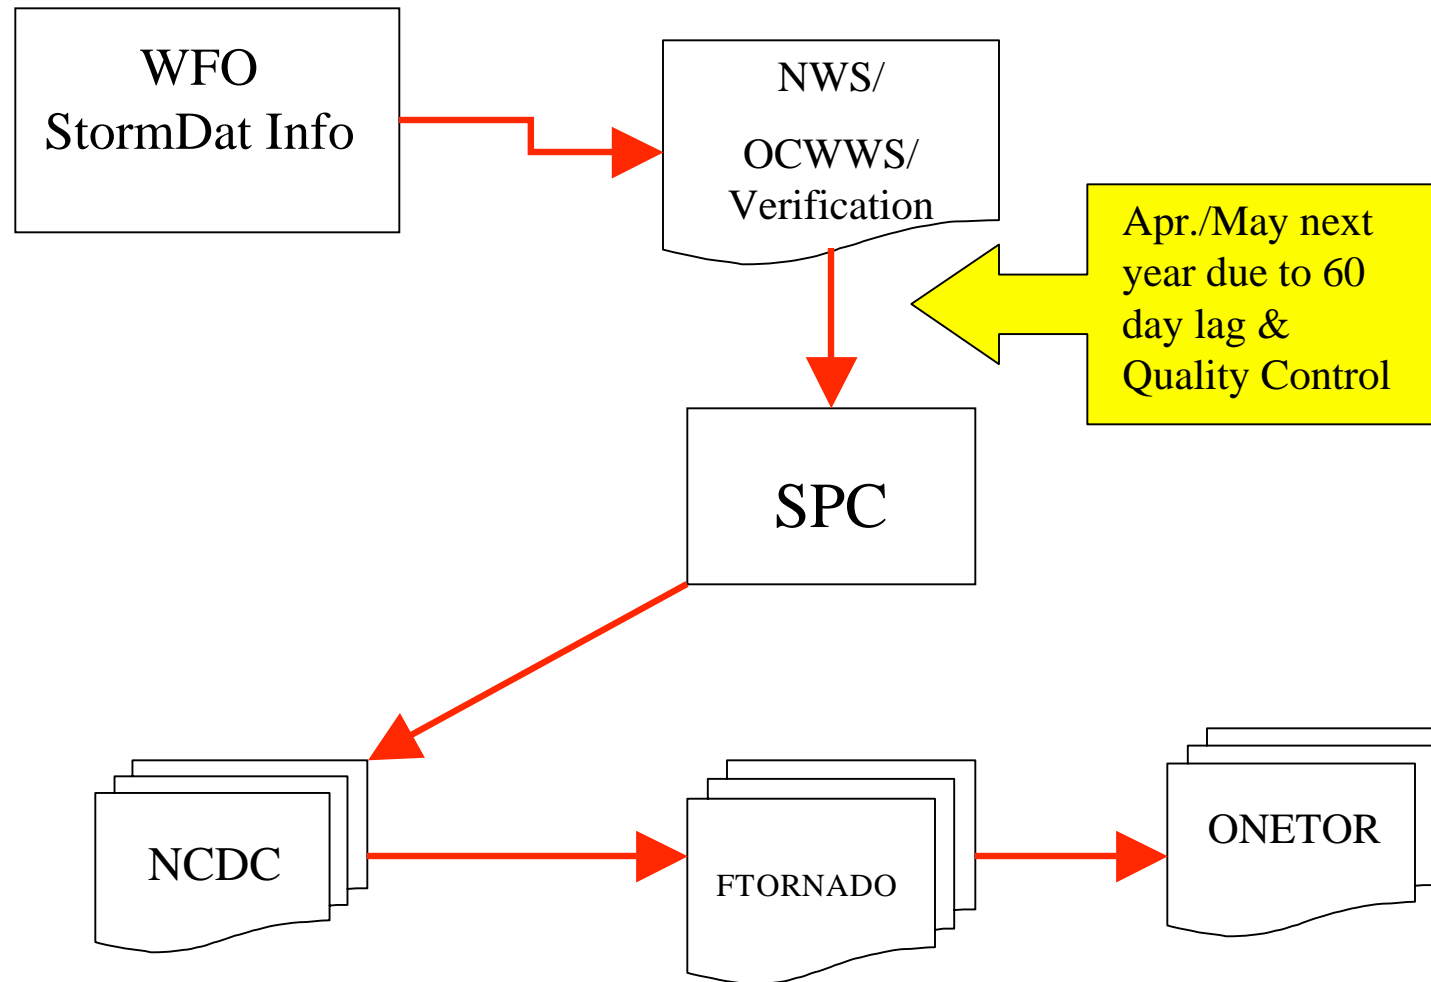 WFO
StormDat Info
NWS/
OCWWS/
Verification
Apr./May next
year due to 60
day lag &
Quality Control
SPC
NCDC
FTORNADO
ONETOR